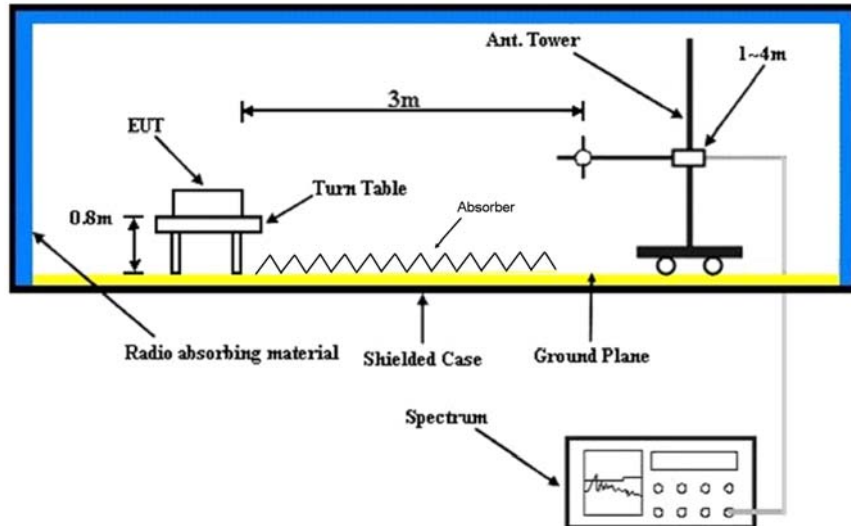 Ant. Tower
1~4m
3m
EUT
Turn Table
0.8m
Absorber
Radio absorbing material
Shielded Case
Ground Plane
Spectrum